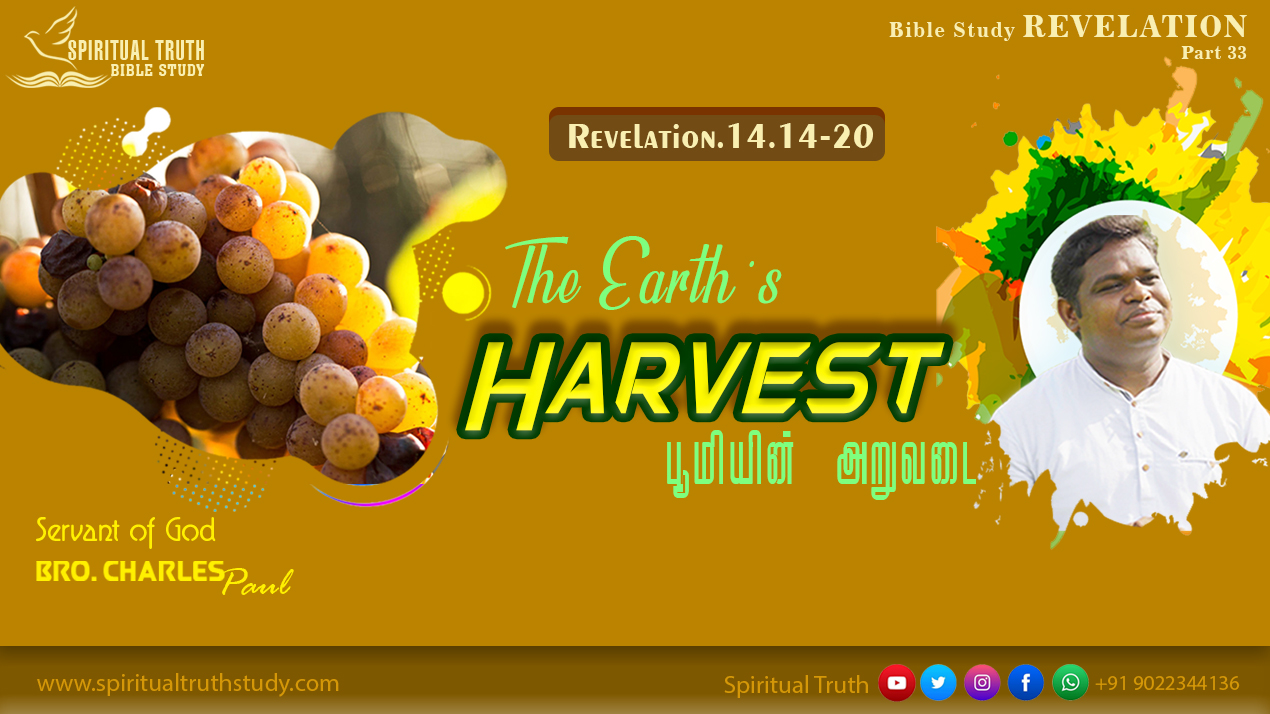 SPIRITUAL TRUTH
BIBLE STUDY
Bible Study REVELATION
Part 33
Revelation.14.14-20
The Earth's
HARVEST
பூமியின் அறுவடை
Servant of God
BRO. CHARLES Paul
www.spiritualtruthstudy.com
Spiritual Truth
+91 9022344136